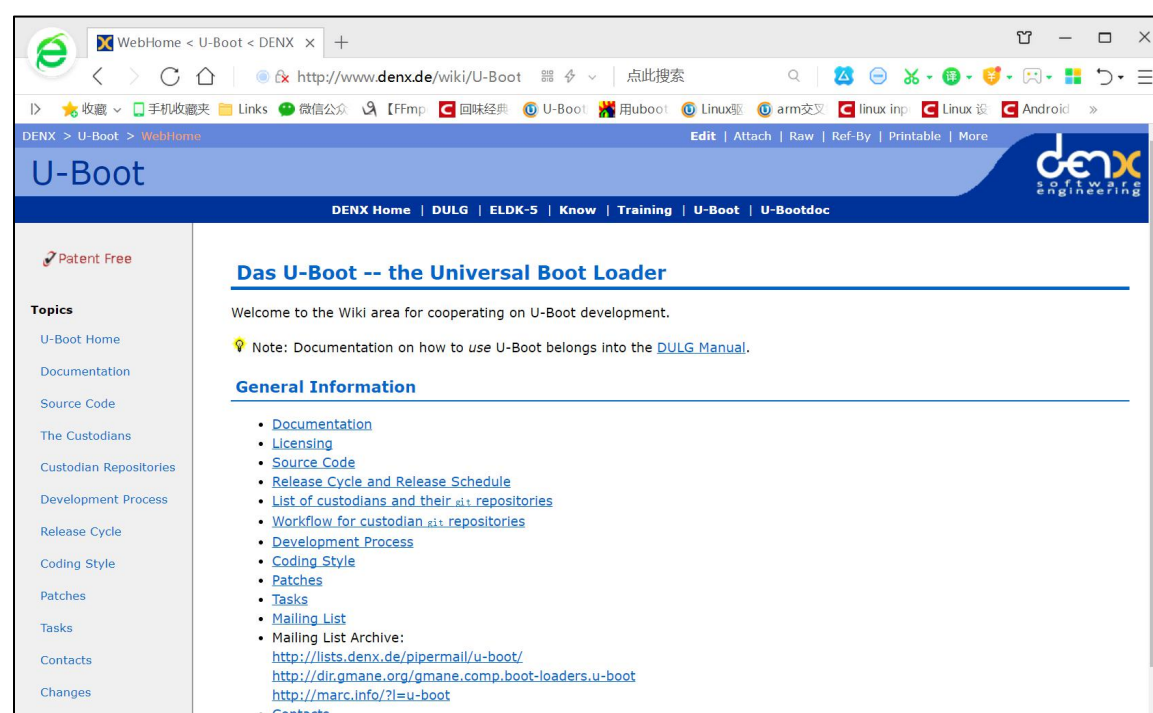 WebHome < U-Boot < DENX
http://www.denx.de/wiki/U-Boot 点此搜索
收藏 手机收藏夹 Links 微信公众 【FFmp 回味经典 U-Boot 用uboot Linux驱 arm交叉 linux inp Linux 设 Android »
DENX > U-Boot > WebHome Edit | Attach | Raw | Ref-By | Printable | More
U-Boot
denx
software
engineering
DENX Home | DULG | ELDK-5 | Know | Training | U-Boot | U-Bootdoc
Patent Free
Topics
U-Boot Home
Documentation
Source Code
The Custodians
Custodian Repositories
Development Process
Release Cycle
Coding Style
Patches
Tasks
Contacts
Changes
Das U-Boot -- the Universal Boot Loader
Welcome to the Wiki area for cooperating on U-Boot development.
Note: Documentation on how to use U-Boot belongs into the DULG Manual.
General Information
• Documentation
• Licensing
• Source Code
• Release Cycle and Release Schedule
• List of custodians and their git repositories
• Workflow for custodian git repositories
• Development Process
• Coding Style
• Patches
• Tasks
• Mailing List
• Mailing List Archive:
http://lists.denx.de/pipermail/u-boot/
http://dir.gmane.org/gmane.comp.boot-loaders.u-boot
http://marc.info/?l=u-boot
• Contacts